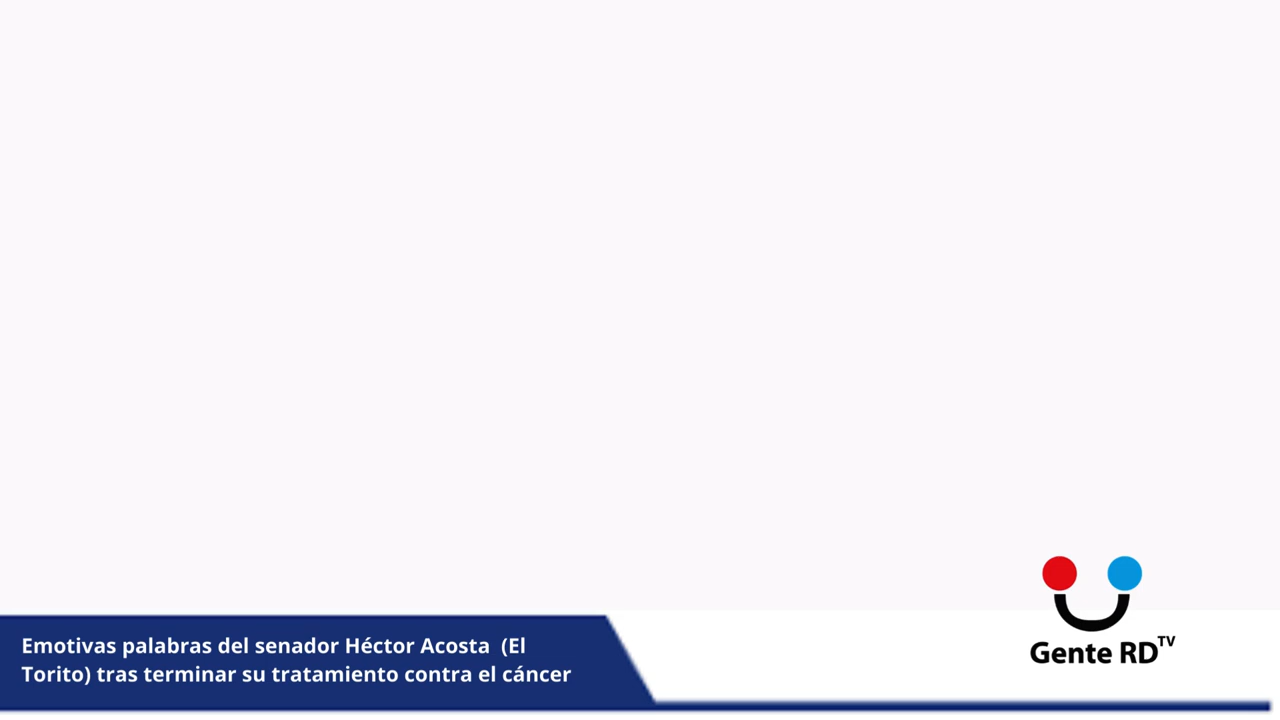 Emotivas palabras del senador Héctor Acosta  (El
Torito) tras terminar su tratamiento contra el cáncer
Gente RD TV